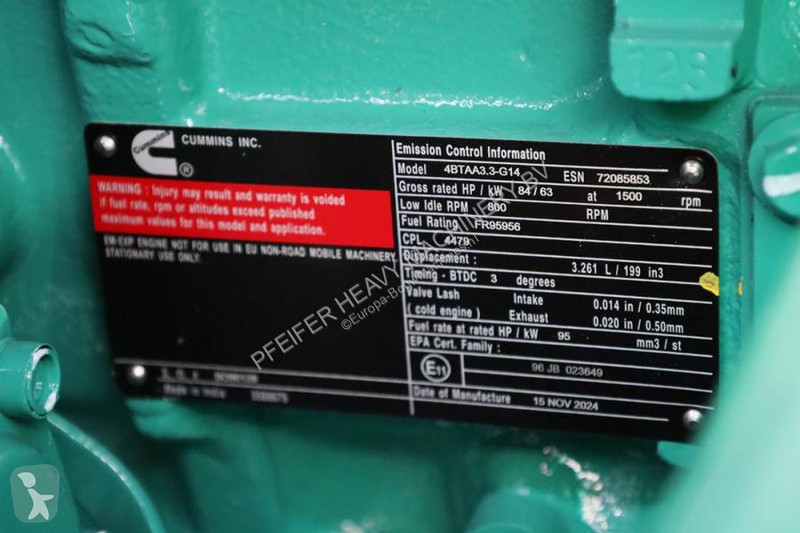 128
CUMMINS INC.
®
WARNING : Injury may result and warranty is voided
if fuel rate, rpm or altitudes exceed published
maximum values for this model and application.
EM-EXP ENGINE NOT FOR USE IN EU NON-ROAD MOBILE MACHINERY.
STATIONARY USE ONLY.
Made in India
Emission Control Information
Model 4BTAA3.3-G14 ESN 72085853
Gross rated HP / kW 84/63 at 1500 rpm
Low Idle RPM 800 RPM
Fuel Rating FR95956
CPL 4479
Displacement : 3.261 L / 199 in3
Timing - BTDC 3 degrees
Valve Lash Intake 0.014 in / 0.35mm
( cold engine ) Exhaust 0.020 in / 0.50mm
Fuel rate at rated HP / kW 95 mm3 / st
EPA Cert. Family :
E11 96 JB 023649
Date of Manufacture 15 NOV 2024
PFEIFER HEAVY MACHINERY BV